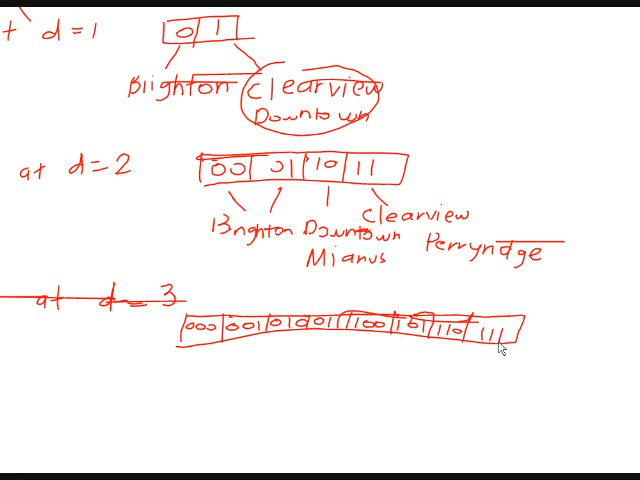 at d = 1
0 1
Brighton Clearview
Downtown
at d = 2
00 01 10 11
Brighton Downtown Clearview
Mianus Perryridge
at d = 3
000 001 010 011 100 101 110 111